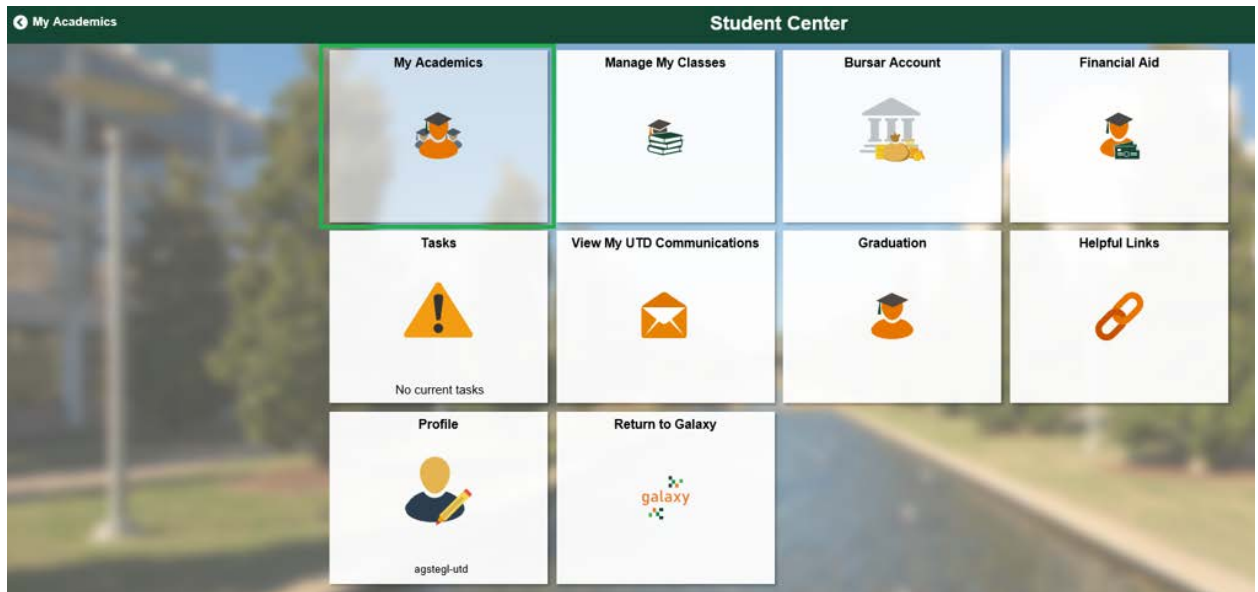 My Academics
Student Center
My Academics
Manage My Classes
Bursar Account
Financial Aid
Tasks
No current tasks
View My UTD Communications
Graduation
Helpful Links
Profile
agstegl-utd
Return to Galaxy
galaxy